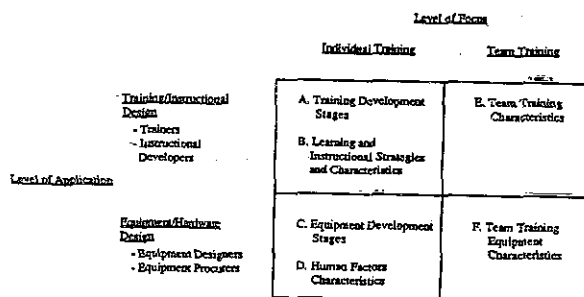 Level of Focus
Individual Training
Team Training
Training/Instructional
Design
- Trainers
- Instructional
Developers
A. Training Development
Stages
B. Learning and
Instructional Strategies
and Characteristics
E. Team Training
Characteristics
Level of Application
Equipment/Hardware
Design
- Equipment Designers
- Equipment Procurers
C. Equipment Development
Stages
D. Human Factors
Characteristics
F. Team Training
Equipment
Characteristics